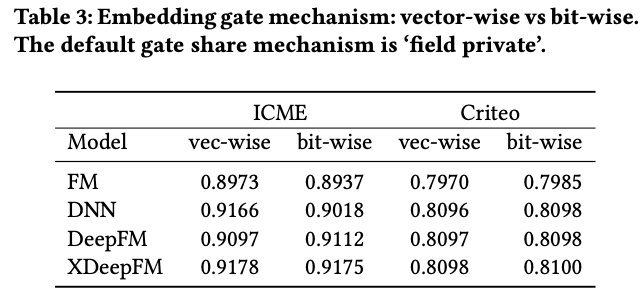 Table 3: Embedding gate mechanism: vector-wise vs bit-wise.
The default gate share mechanism is ‘field private’.
ICME Criteo
Model vec-wise bit-wise vec-wise bit-wise
FM 0.8973 0.8937 0.7970 0.7985
DNN 0.9166 0.9018 0.8096 0.8098
DeepFM 0.9097 0.9112 0.8097 0.8098
XDeepFM 0.9178 0.9175 0.8098 0.8100